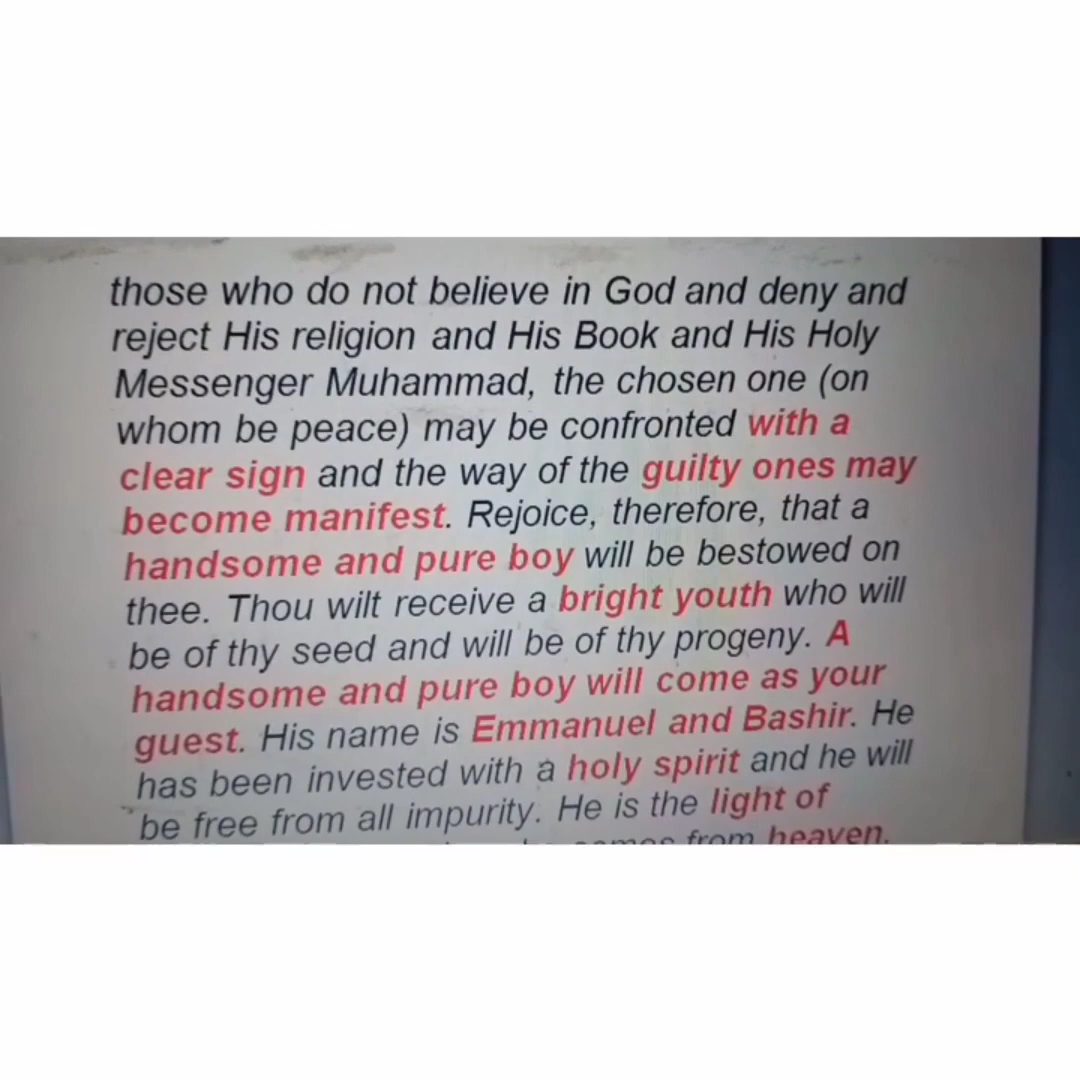 those who do not believe in God and deny and
reject His religion and His Book and His Holy
Messenger Muhammad, the chosen one (on
whom be peace) may be confronted with a
clear sign and the way of the guilty ones may
become manifest. Rejoice, therefore, that a
handsome and pure boy will be bestowed on
thee. Thou wilt receive a bright youth who will
be of thy seed and will be of thy progeny. A
handsome and pure boy will come as your
guest. His name is Emmanuel and Bashir. He
has been invested with a holy spirit and he will
be free from all impurity. He is the light of
from heaven.